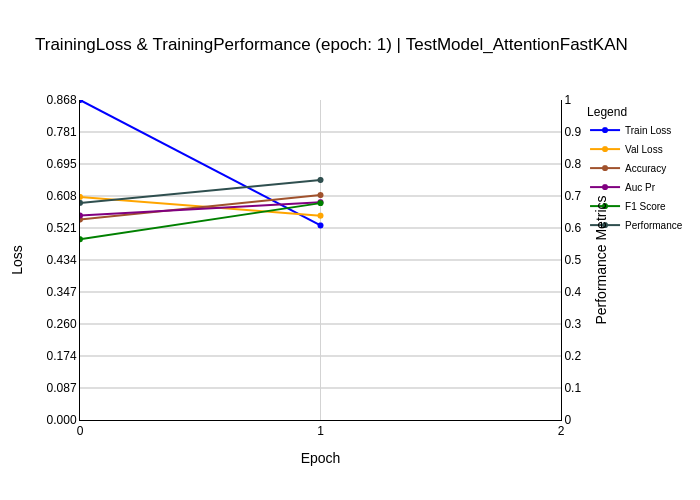 TrainingLoss & TrainingPerformance (epoch: 1) | TestModel_AttentionFastKAN
0.868
0.781
0.695
0.608
0.521
0.434
0.347
0.260
0.174
0.087
0.000
Loss
0
1
2
Epoch
1
0.9
0.8
0.7
0.6
0.5
0.4
0.3
0.2
0.1
0
Performance Metrics
Legend
Train Loss
Val Loss
Accuracy
Auc Pr
F1 Score
Performance